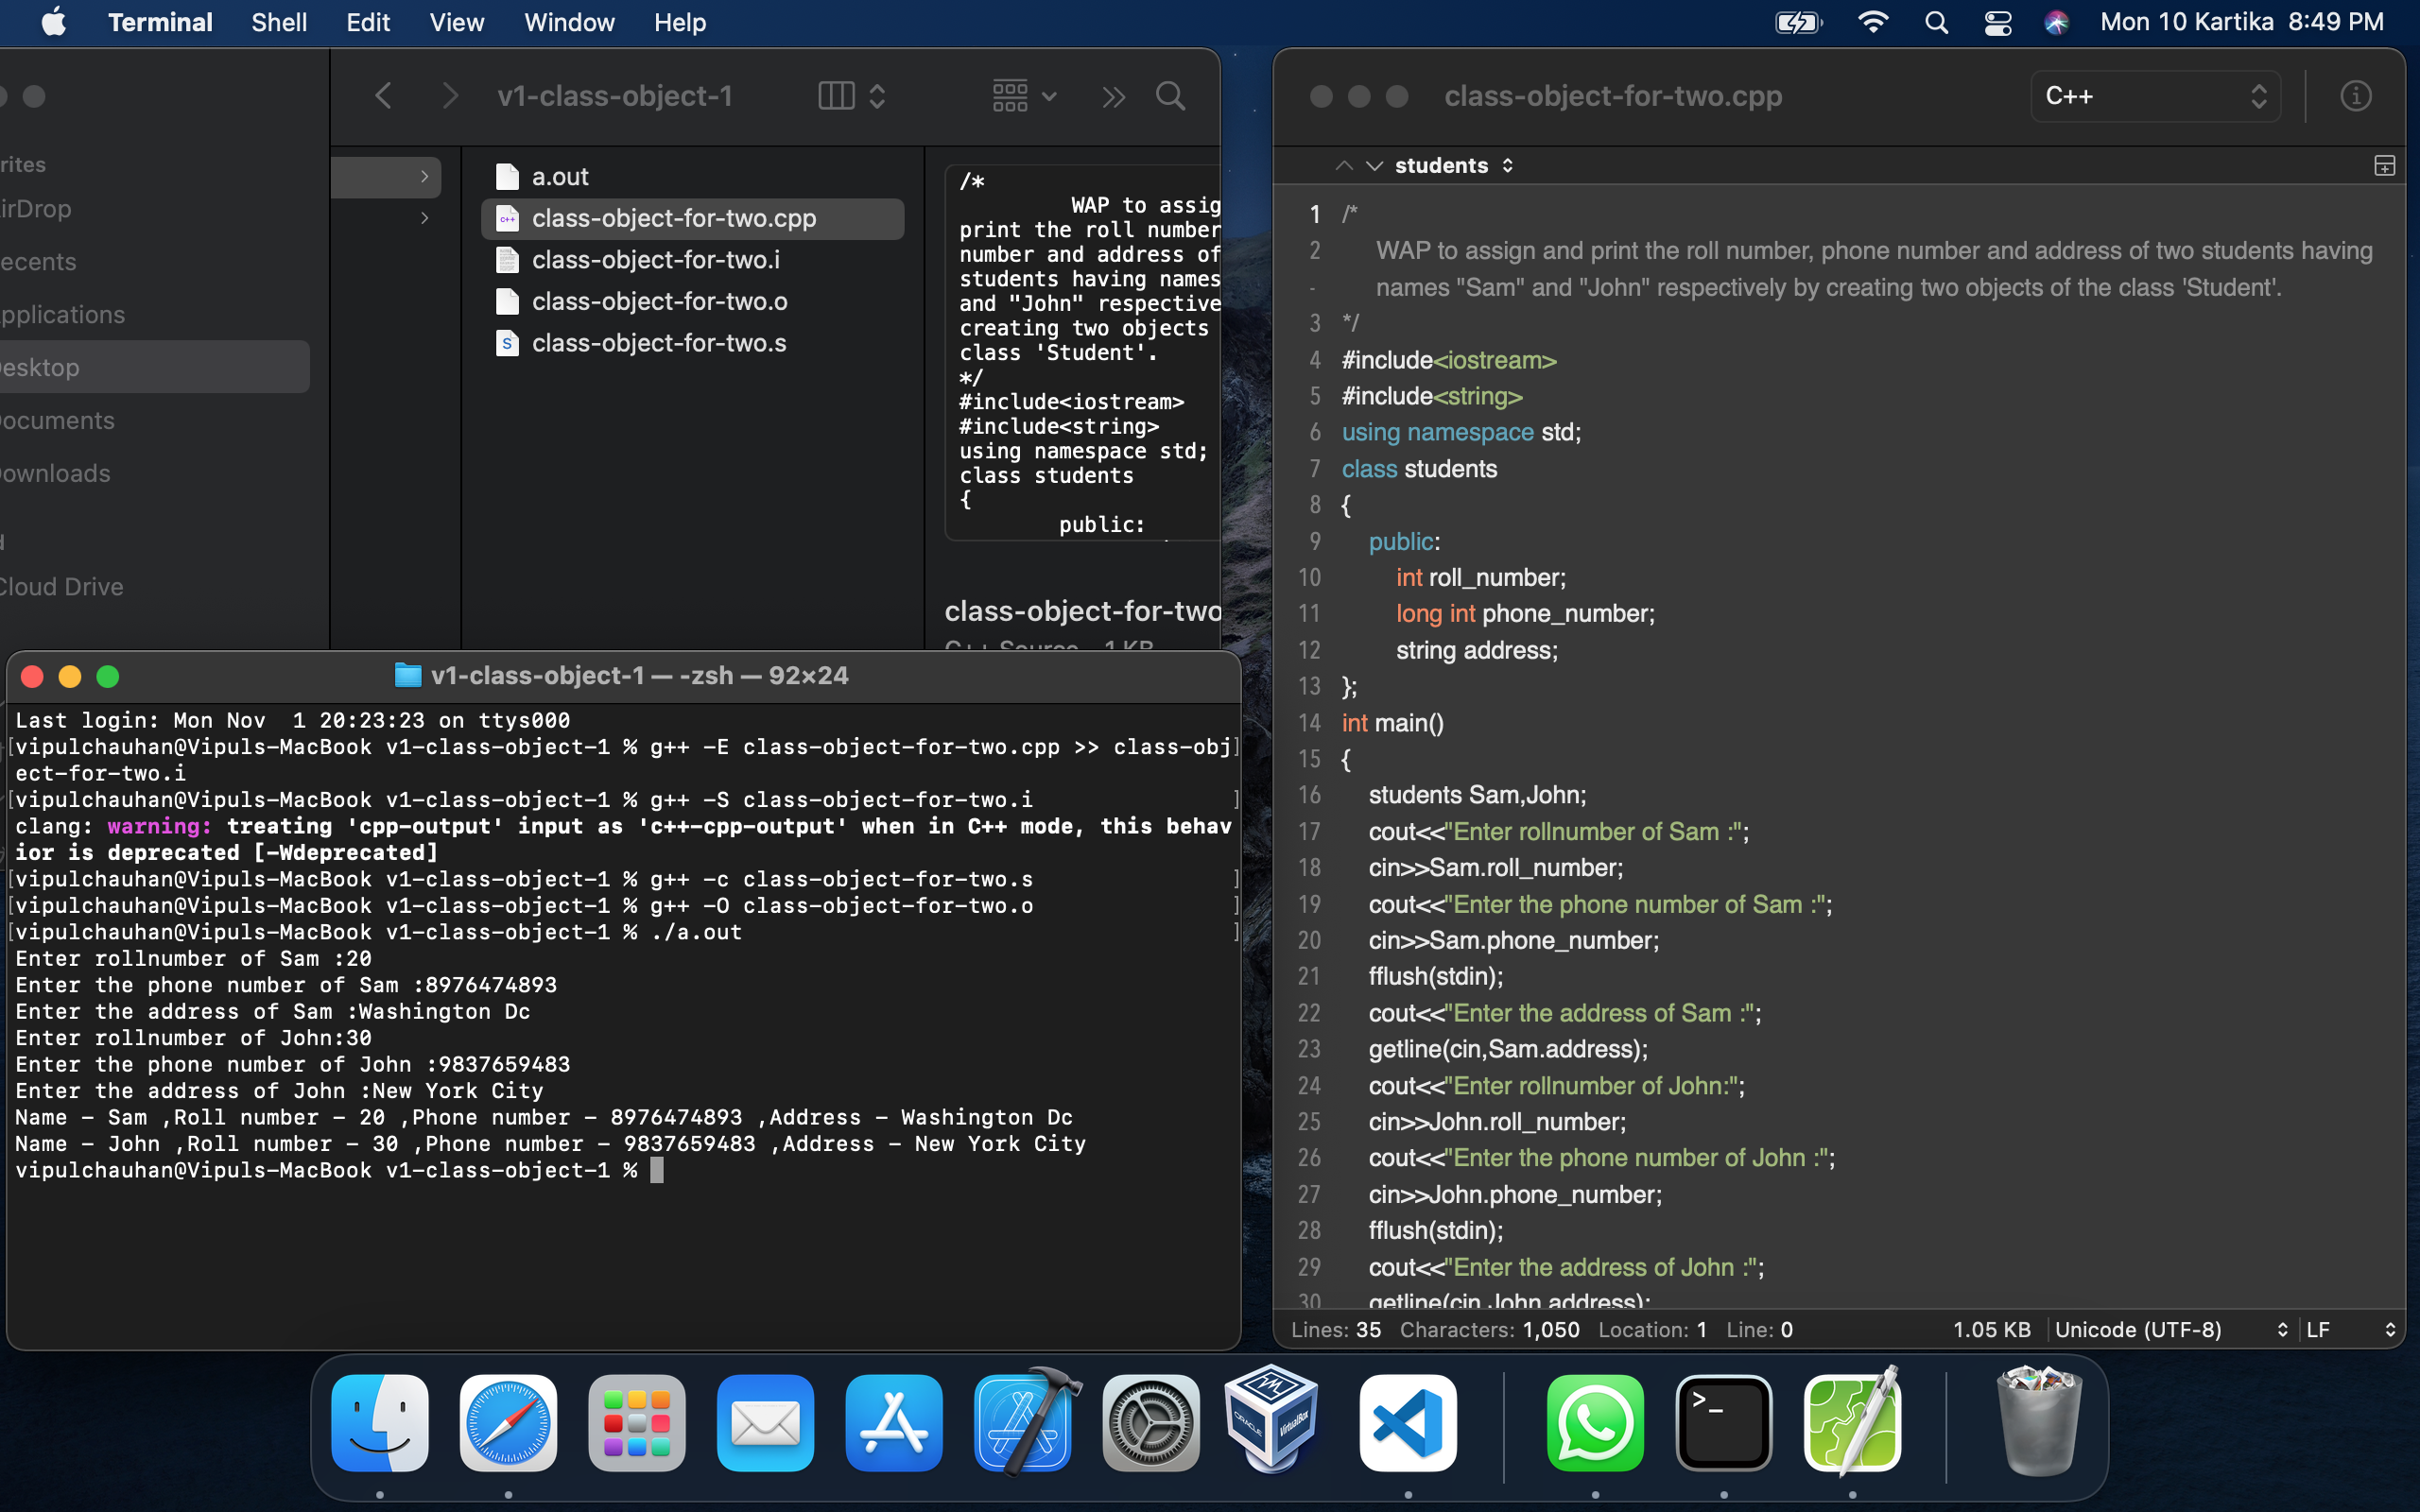 Terminal Shell Edit View Window Help Mon 10 Kartika 8:49 PM
rites
irDrop
ecents
pplications
esktop
ocuments
ownloads
d
Cloud Drive
v1-class-object-1
a.out
class-object-for-two.cpp
class-object-for-two.i
class-object-for-two.o
class-object-for-two.s
/*
WAP to assig
print the roll number
number and address of
students having names
and "John" respective
creating two objects
class 'Student'.
*/
#include<iostream>
#include<string>
using namespace std;
class students
{
public:
class-object-for-two
C++ Source - 1 KB
v1-class-object-1 — -zsh — 92×24
Last login: Mon Nov  1 20:23:23 on ttys000
[vipulchauhan@Vipuls-MacBook v1-class-object-1 % g++ -E class-object-for-two.cpp >> class-obj]
ect-for-two.i
[vipulchauhan@Vipuls-MacBook v1-class-object-1 % g++ -S class-object-for-two.i ]
clang: warning: treating 'cpp-output' input as 'c++-cpp-output' when in C++ mode, this behav
ior is deprecated [-Wdeprecated]
[vipulchauhan@Vipuls-MacBook v1-class-object-1 % g++ -c class-object-for-two.s ]
[vipulchauhan@Vipuls-MacBook v1-class-object-1 % g++ -O class-object-for-two.o ]
[vipulchauhan@Vipuls-MacBook v1-class-object-1 % ./a.out ]
Enter rollnumber of Sam :20
Enter the phone number of Sam :8976474893
Enter the address of Sam :Washington Dc
Enter rollnumber of John:30
Enter the phone number of John :9837659483
Enter the address of John :New York City
Name - Sam ,Roll number - 20 ,Phone number - 8976474893 ,Address - Washington Dc
Name - John ,Roll number - 30 ,Phone number - 9837659483 ,Address - New York City
vipulchauhan@Vipuls-MacBook v1-class-object-1 %
class-object-for-two.cpp C++
students
1 /*
2 WAP to assign and print the roll number, phone number and address of two students having
- names "Sam" and "John" respectively by creating two objects of the class 'Student'.
3 */
4 #include<iostream>
5 #include<string>
6 using namespace std;
7 class students
8 {
9 public:
10 int roll_number;
11 long int phone_number;
12 string address;
13 };
14 int main()
15 {
16 students Sam,John;
17 cout<<"Enter rollnumber of Sam :";
18 cin>>Sam.roll_number;
19 cout<<"Enter the phone number of Sam :";
20 cin>>Sam.phone_number;
21 fflush(stdin);
22 cout<<"Enter the address of Sam :";
23 getline(cin,Sam.address);
24 cout<<"Enter rollnumber of John:";
25 cin>>John.roll_number;
26 cout<<"Enter the phone number of John :";
27 cin>>John.phone_number;
28 fflush(stdin);
29 cout<<"Enter the address of John :";
30 getline(cin,John.address);
Lines: 35 Characters: 1,050 Location: 1 Line: 0 1.05 KB Unicode (UTF-8) LF
ORACLE
VirtualBox
>_